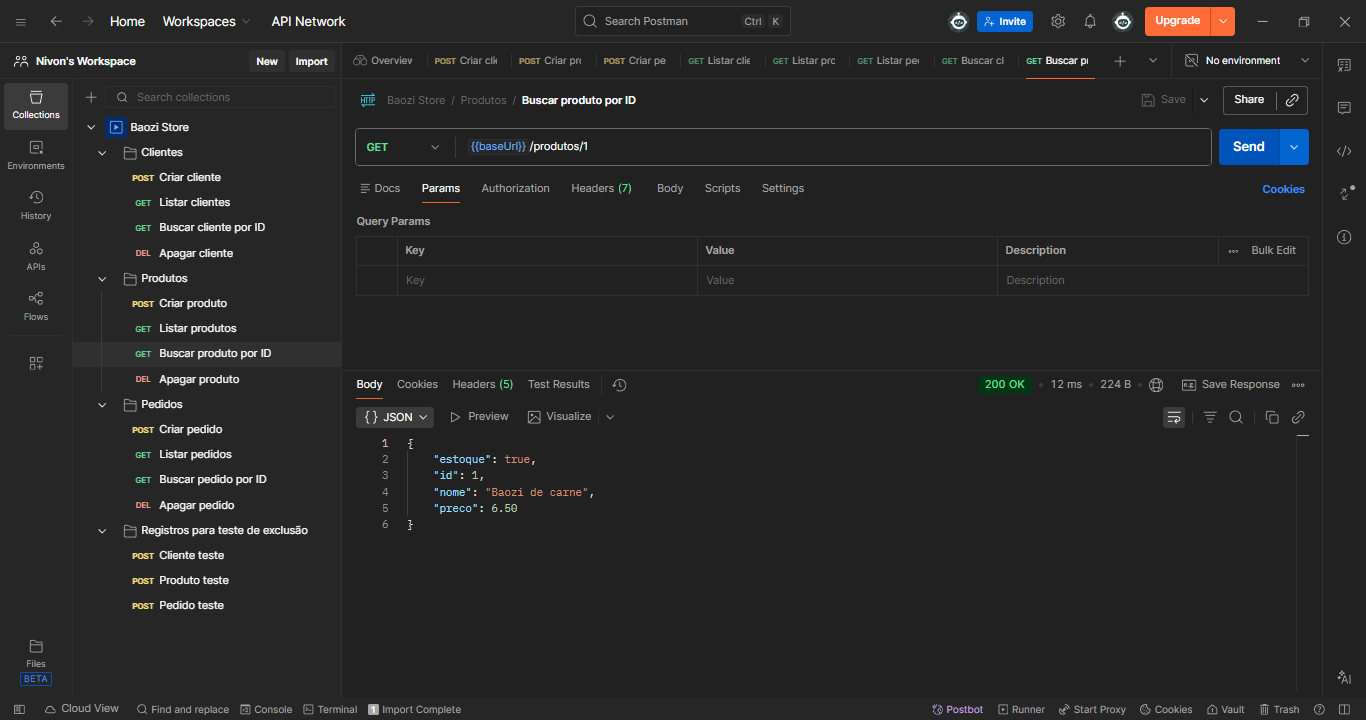 Home Workspaces API Network Search Postman Ctrl K Invite Upgrade
Nivon's Workspace New Import Overview POST Criar clie POST Criar pr POST Criar pe GET Listar clie GET Listar pro GET Listar pe GET Buscar cl GET Buscar pr No environment
Collections
Environments
History
APIs
Flows
Files
BETA
Search collections
Baozi Store
Clientes
POST Criar cliente
GET Listar clientes
GET Buscar cliente por ID
DEL Apagar cliente
Produtos
POST Criar produto
GET Listar produtos
GET Buscar produto por ID
DEL Apagar produto
Pedidos
POST Criar pedido
GET Listar pedidos
GET Buscar pedido por ID
DEL Apagar pedido
Registros para teste de exclusão
POST Cliente teste
POST Produto teste
POST Pedido teste
HTTP Baozi Store / Produtos / Buscar produto por ID Save Share
GET {{baseUrl}} /produtos/1 Send
Docs Params Authorization Headers (7) Body Scripts Settings Cookies
Query Params
Key Value Description Bulk Edit
Key Value Description
Body Cookies Headers (5) Test Results 200 OK 12 ms 224 B Save Response
{ } JSON Preview Visualize
1 {
2 "estoque": true,
3 "id": 1,
4 "nome": "Baozi de carne",
5 "preco": 6.50
6 }
Cloud View Find and replace Console Terminal 1 Import Complete Postbot Runner Start Proxy Cookies Vault Trash